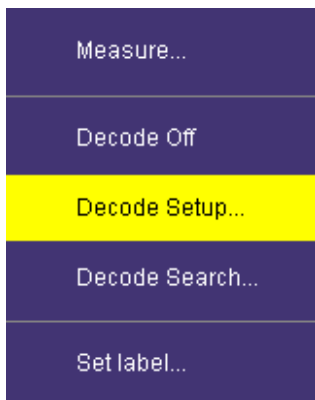 Measure...
Decode Off
Decode Setup...
Decode Search...
Set label...